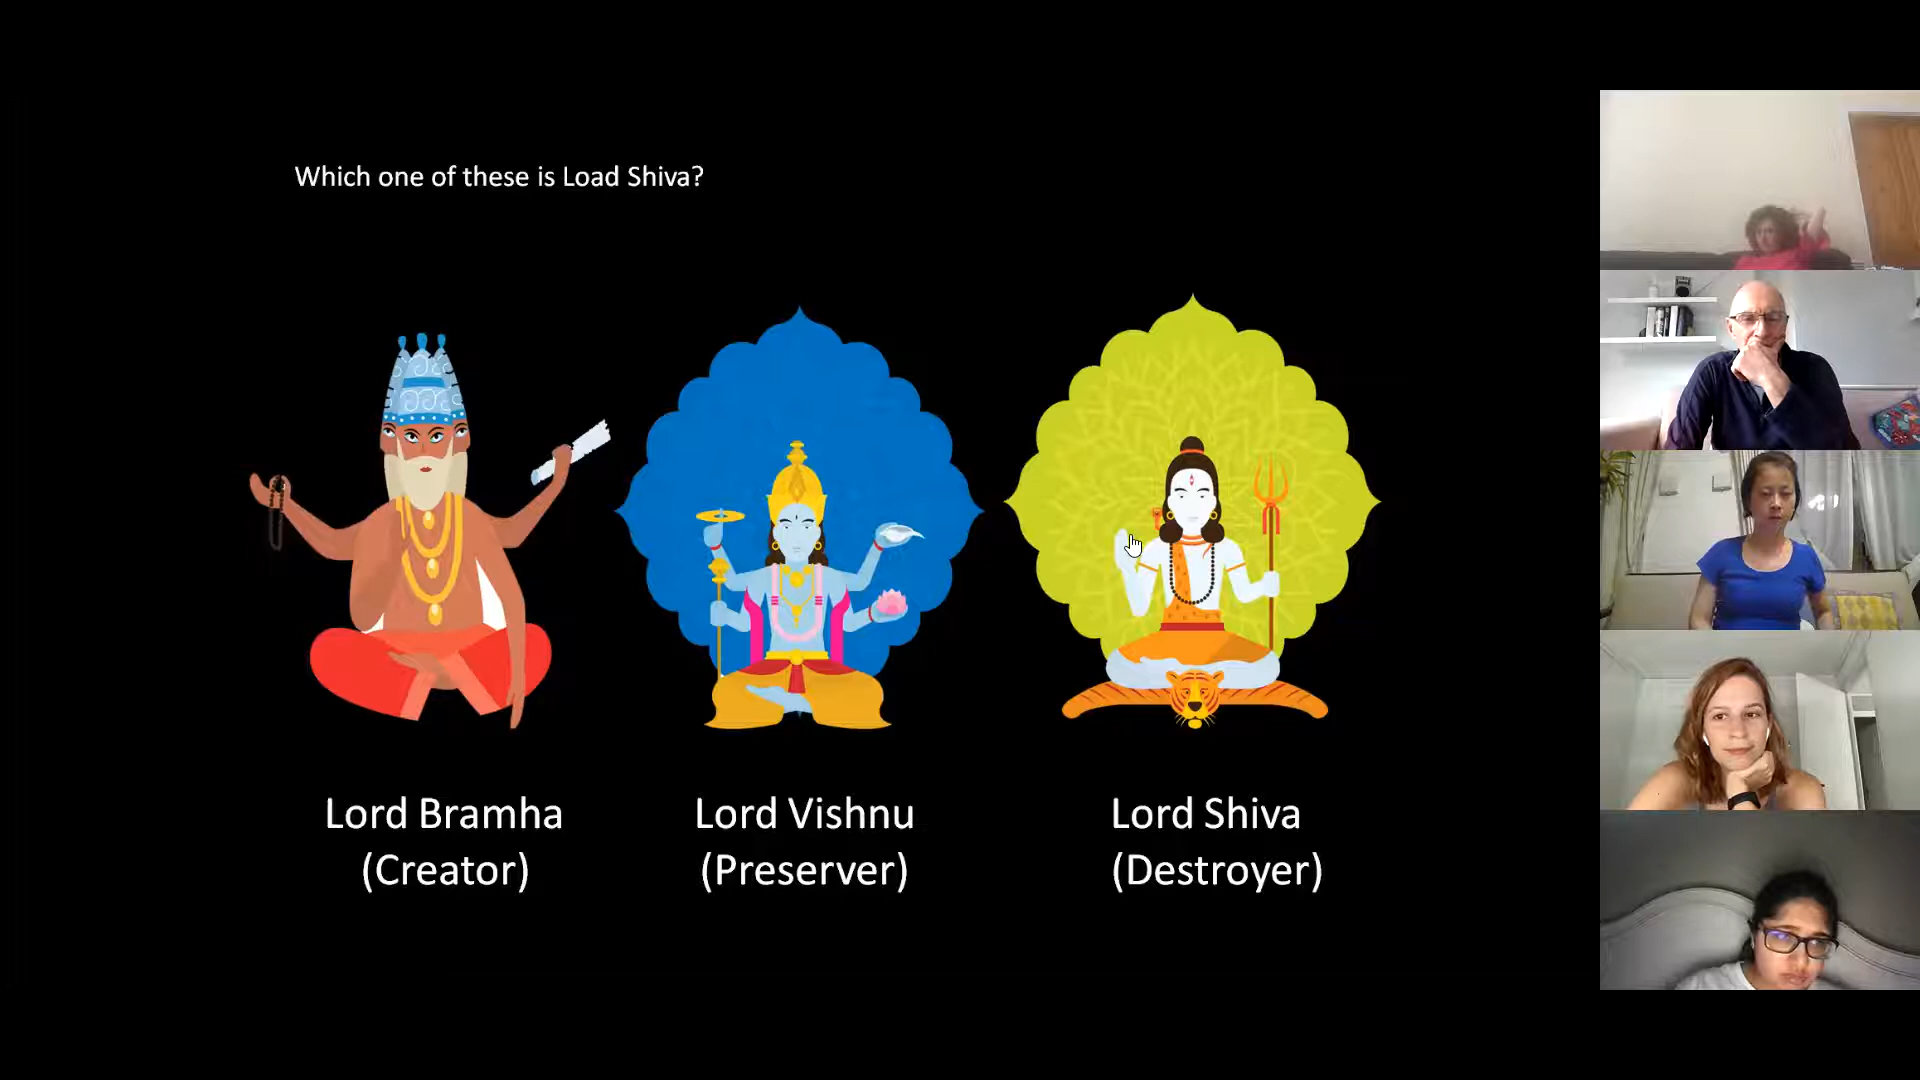 Which one of these is Load Shiva?
Lord Bramha
(Creator)
Lord Vishnu
(Preserver)
Lord Shiva
(Destroyer)